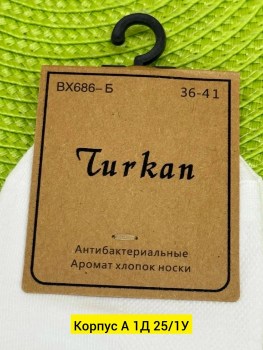 BX686-Б 36-41
Turkan
Антибактериальные
Аромат хлопок носки
Корпус А 1Д 25/1У